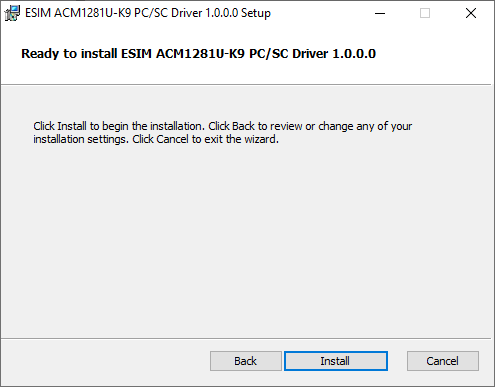 ESIM ACM1281U-K9 PC/SC Driver 1.0.0.0 Setup
Ready to install ESIM ACM1281U-K9 PC/SC Driver 1.0.0.0
Click Install to begin the installation. Click Back to review or change any of your
installation settings. Click Cancel to exit the wizard.
Back
Install
Cancel